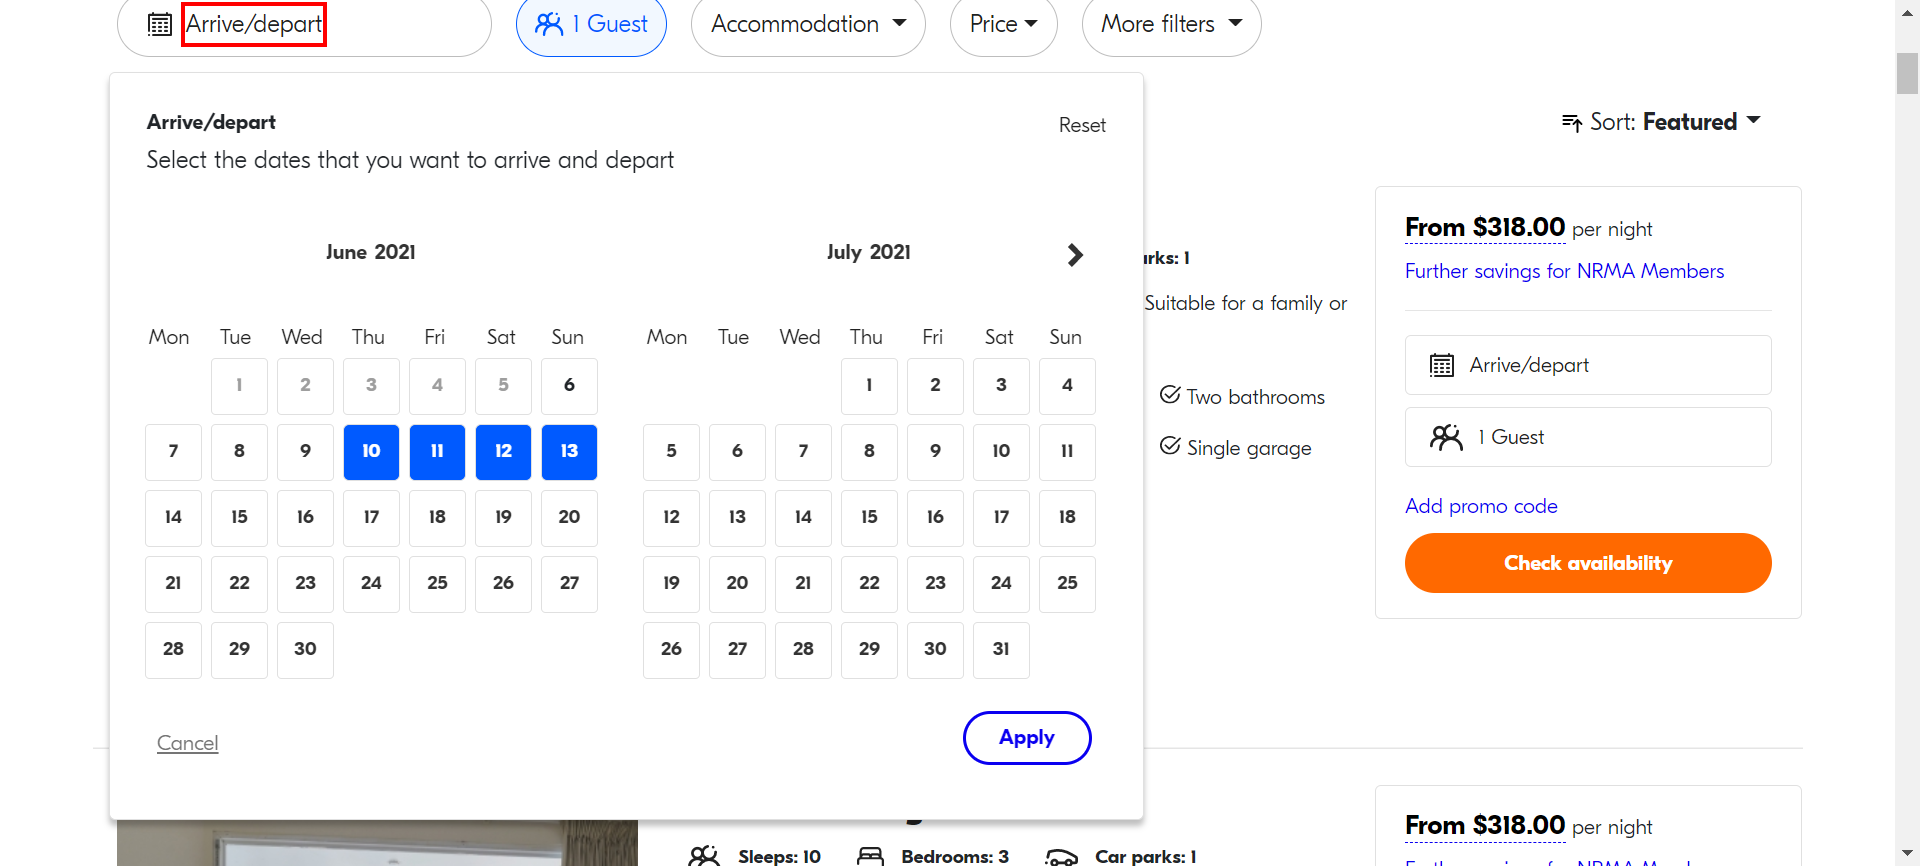 Arrive/depart 1 Guest Accommodation Price More filters
Arrive/depart
Reset
Select the dates that you want to arrive and depart
Sort: Featured
June 2021 July 2021
Mon Tue Wed Thu Fri Sat Sun Mon Tue Wed Thu Fri Sat Sun
1 2 3 4 5 6 1 2 3 4
7 8 9 10 11 12 13 5 6 7 8 9 10 11
14 15 16 17 18 19 20 12 13 14 15 16 17 18
21 22 23 24 25 26 27 19 20 21 22 23 24 25
28 29 30 26 27 28 29 30 31
Cancel Apply
: 1
Suitable for a family or
Two bathrooms
Single garage
From $318.00 per night
Further savings for NRMA Members
Arrive/depart
1 Guest
Add promo code
Check availability
Sleeps: 10 Bedrooms: 3 Car parks: 1
From $318.00 per night